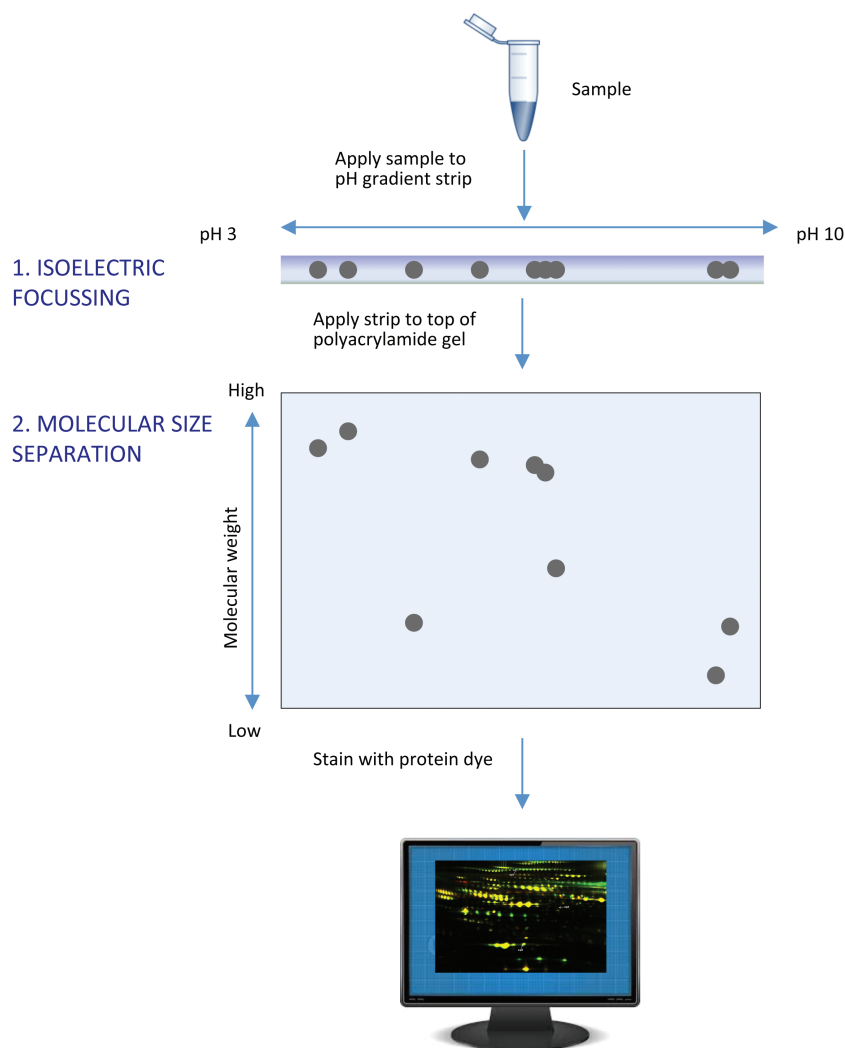 Sample
Apply sample to
pH gradient strip
pH 3
pH 10
1. ISOELECTRIC
FOCUSSING
Apply strip to top of
polyacrylamide gel
High
2. MOLECULAR SIZE
SEPARATION
Molecular weight
Low
Stain with protein dye